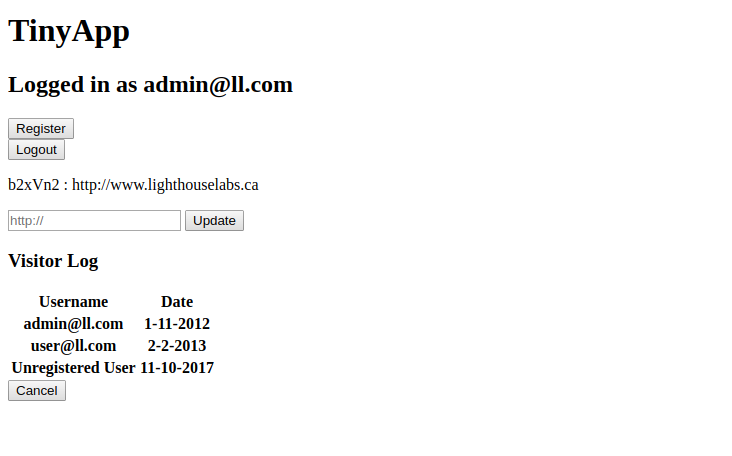 TinyApp
Logged in as admin@ll.com
Register
Logout
b2xVn2 : http://www.lighthouselabs.ca
http:// Update
Visitor Log
Username Date
admin@ll.com 1-11-2012
user@ll.com 2-2-2013
Unregistered User 11-10-2017
Cancel